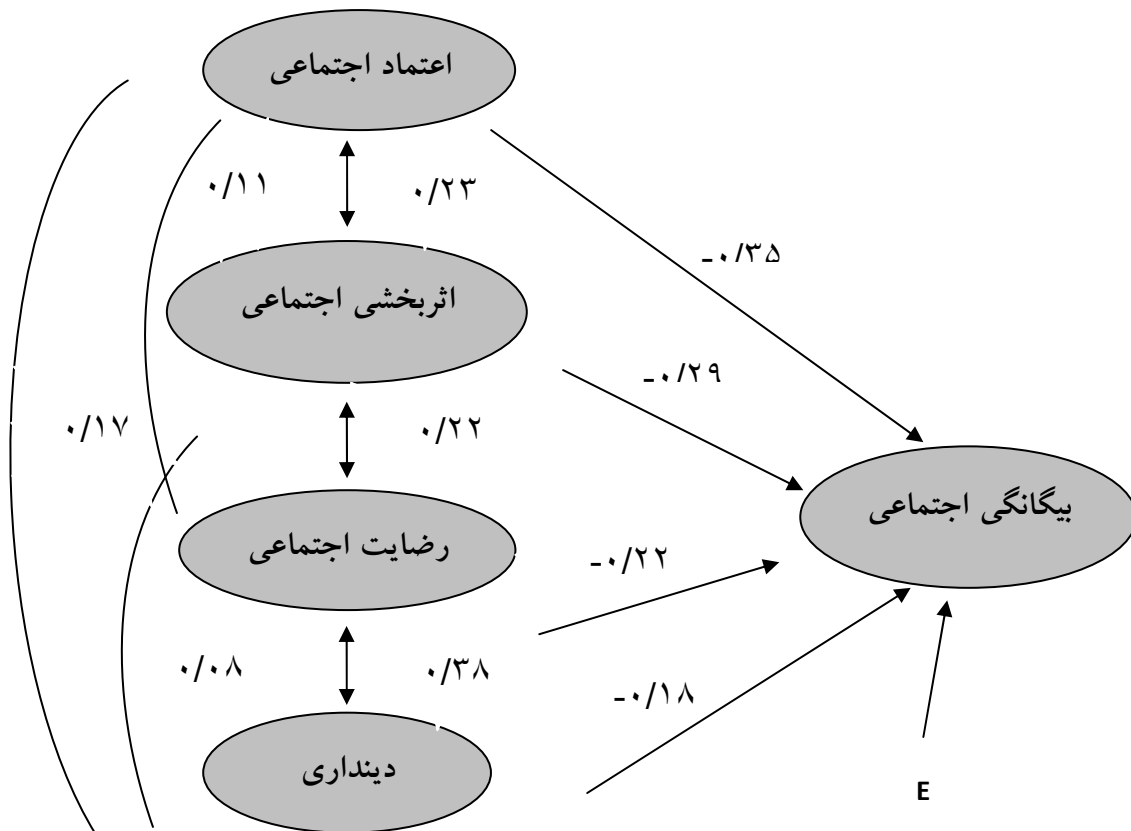 اعتماد اجتماعی
۰/۱۱
۰/۲۳
-۰/۳۵
اثربخشی اجتماعی
-۰/۲۹
۰/۱۷
۰/۲۲
بیگانگی اجتماعی
رضایت اجتماعی
-۰/۲۲
۰/۰۸
۰/۳۸
-۰/۱۸
دینداری
E